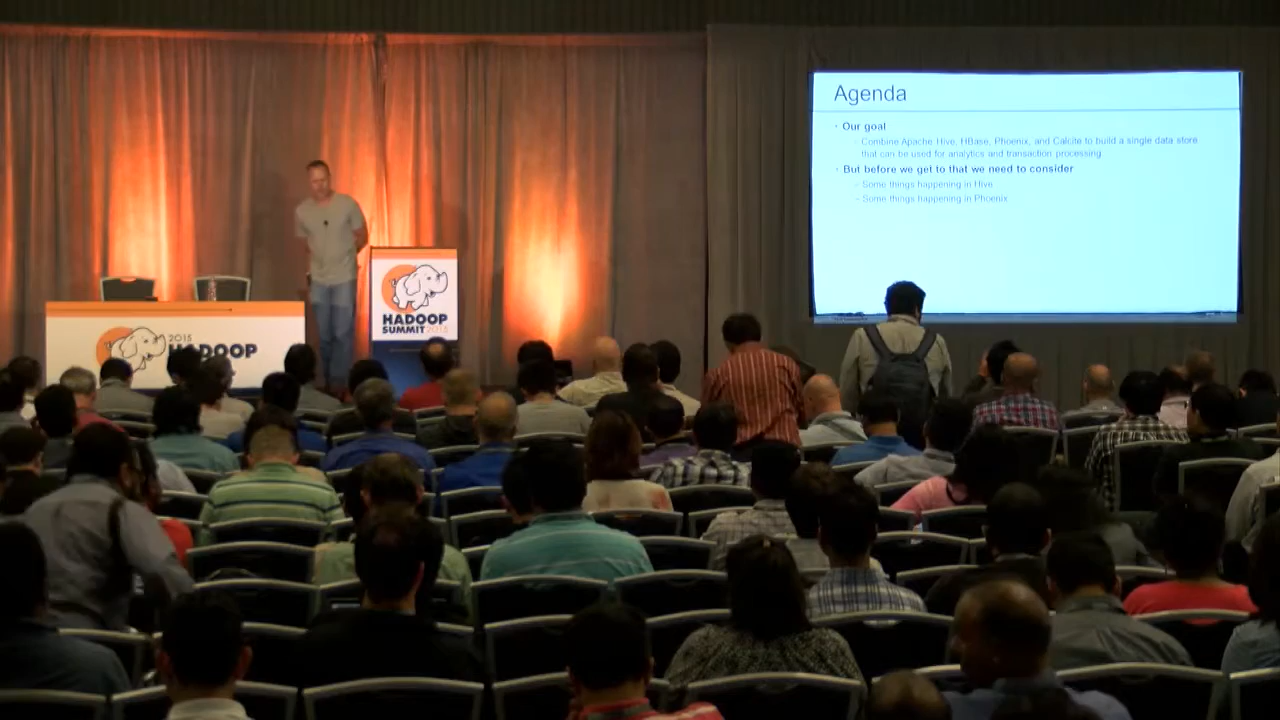 Agenda
· Our goal
– Combine Apache Hive, HBase, Phoenix, and Calcite to build a single data store
that can be used for analytics and transaction processing
· But before we get to that we need to consider
– Some things happening in Hive
– Some things happening in Phoenix
HADOOP
SUMMIT 2015
2015
HADOOP